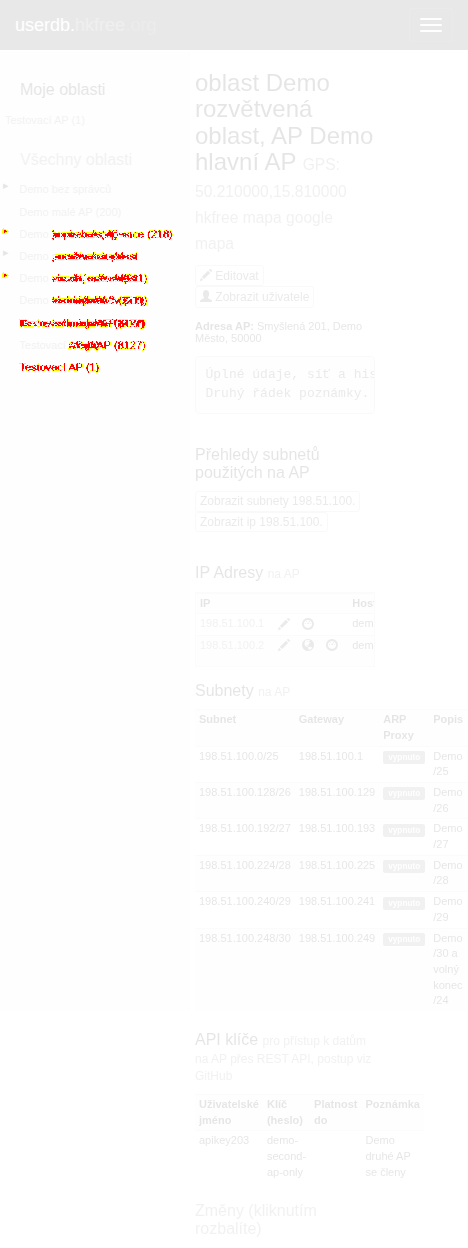 userdb.hkfree.org
Moje oblasti
Testovací AP (1)
Všechny oblasti
Demo bez správců
Demo malé AP (200)
(218)
AP (8127)
Testovací AP (1)
oblast Demo
rozvětvená
oblast, AP Demo
hlavní AP GPS:
50.210000,15.810000
hkfree mapa google
mapa
Editovat
Zobrazit uživatele
Adresa AP: Smyšlená 201, Demo
Město, 50000
Úplné údaje, síť a his
Druhý řádek poznámky.
Přehledy subnetů
použitých na AP
Zobrazit subnety 198.51.100.
Zobrazit ip 198.51.100.
IP Adresy na AP
IP Hos
198.51.100.1 dem
198.51.100.2 dem
Subnety na AP
Subnet Gateway ARP Proxy Popis
198.51.100.0/25 198.51.100.1 vypnuto Demo /25
198.51.100.128/26 198.51.100.129 vypnuto Demo /26
198.51.100.192/27 198.51.100.193 vypnuto Demo /27
198.51.100.224/28 198.51.100.225 vypnuto Demo /28
198.51.100.240/29 198.51.100.241 vypnuto Demo /29
198.51.100.248/30 198.51.100.249 vypnuto Demo /30 a volný konec /24
API klíče pro přístup k datům
na AP přes REST API, postup viz
GitHub
Uživatelské jméno Klíč (heslo) Platnost do Poznámka
apikey203 demo-second-ap-only Demo druhé AP se členy
Změny (kliknutím
rozbalíte)